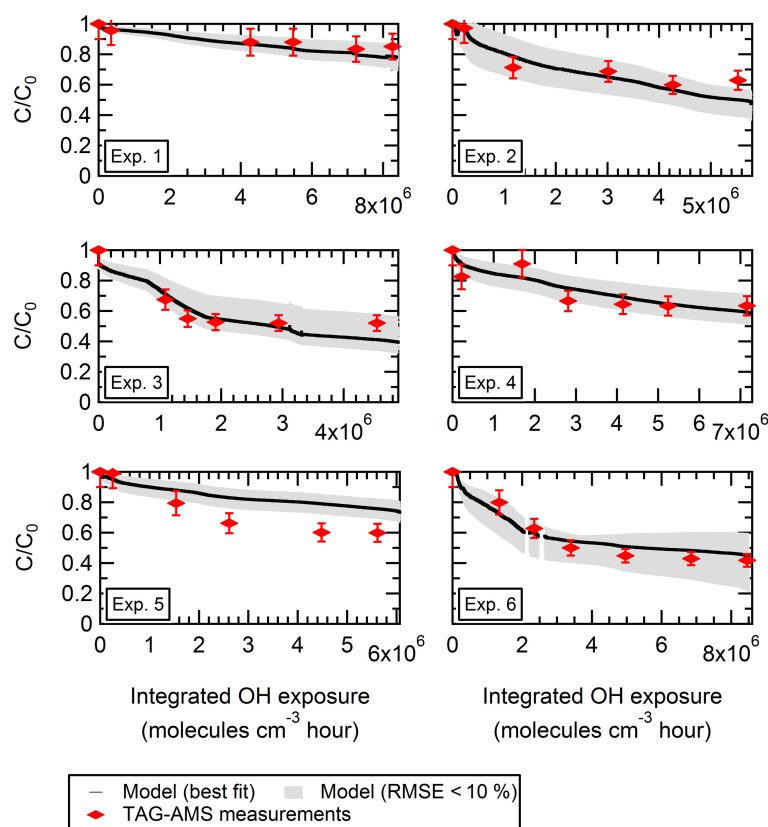 1
0.8
0.6
0.4
0.2
0
C/C0
Exp. 1
0 2 4 6 8x10^6
1
0.8
0.6
0.4
0.2
0
Exp. 2
0 1 2 3 4 5x10^6
1
0.8
0.6
0.4
0.2
0
C/C0
Exp. 3
0 1 2 3 4x10^6
1
0.8
0.6
0.4
0.2
0
Exp. 4
0 1 2 3 4 5 6 7x10^6
1
0.8
0.6
0.4
0.2
0
C/C0
Exp. 5
0 1 2 3 4 5 6x10^6
1
0.8
0.6
0.4
0.2
0
Exp. 6
0 2 4 6 8x10^6
Integrated OH exposure
(molecules cm^-3 hour)
Integrated OH exposure
(molecules cm^-3 hour)
Model (best fit) Model (RMSE < 10 %)
TAG-AMS measurements